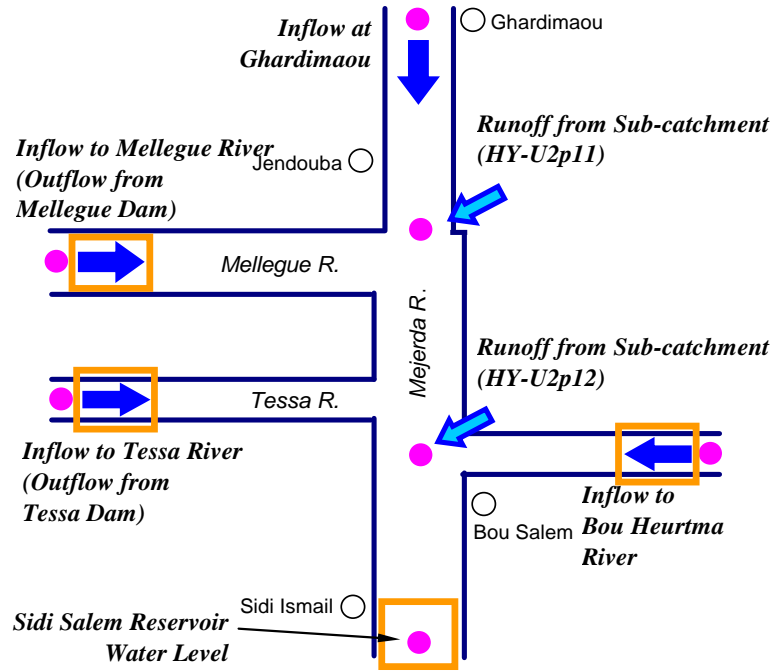 Inflow at
Ghardimaou
Ghardimaou
Runoff from Sub-catchment
(HY-U2p11)
Inflow to Mellegue River
(Outflow from
Mellegue Dam)
Jendouba
Mellegue R.
Mejerda R.
Runoff from Sub-catchment
(HY-U2p12)
Tessa R.
Inflow to Tessa River
(Outflow from
Tessa Dam)
Inflow to
Bou Heurtma
River
Bou Salem
Sidi Ismail
Sidi Salem Reservoir
Water Level